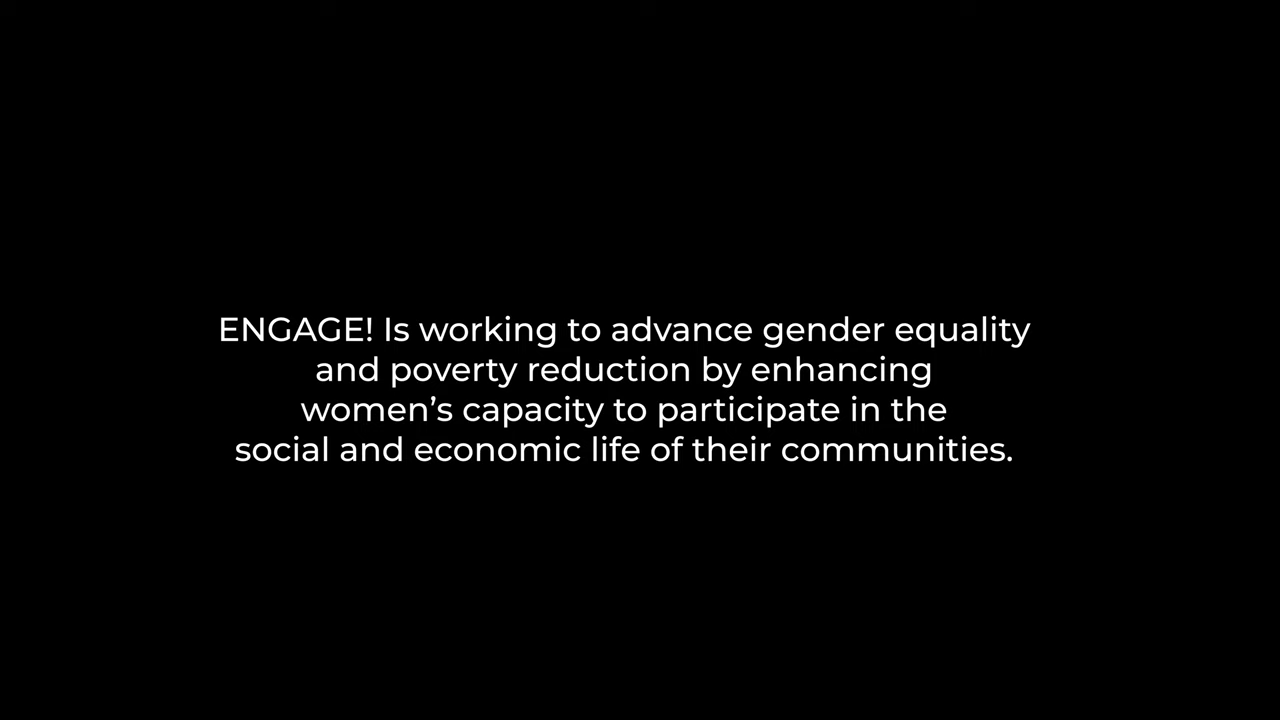 ENGAGE! Is working to advance gender equality
and poverty reduction by enhancing
women’s capacity to participate in the
social and economic life of their communities.